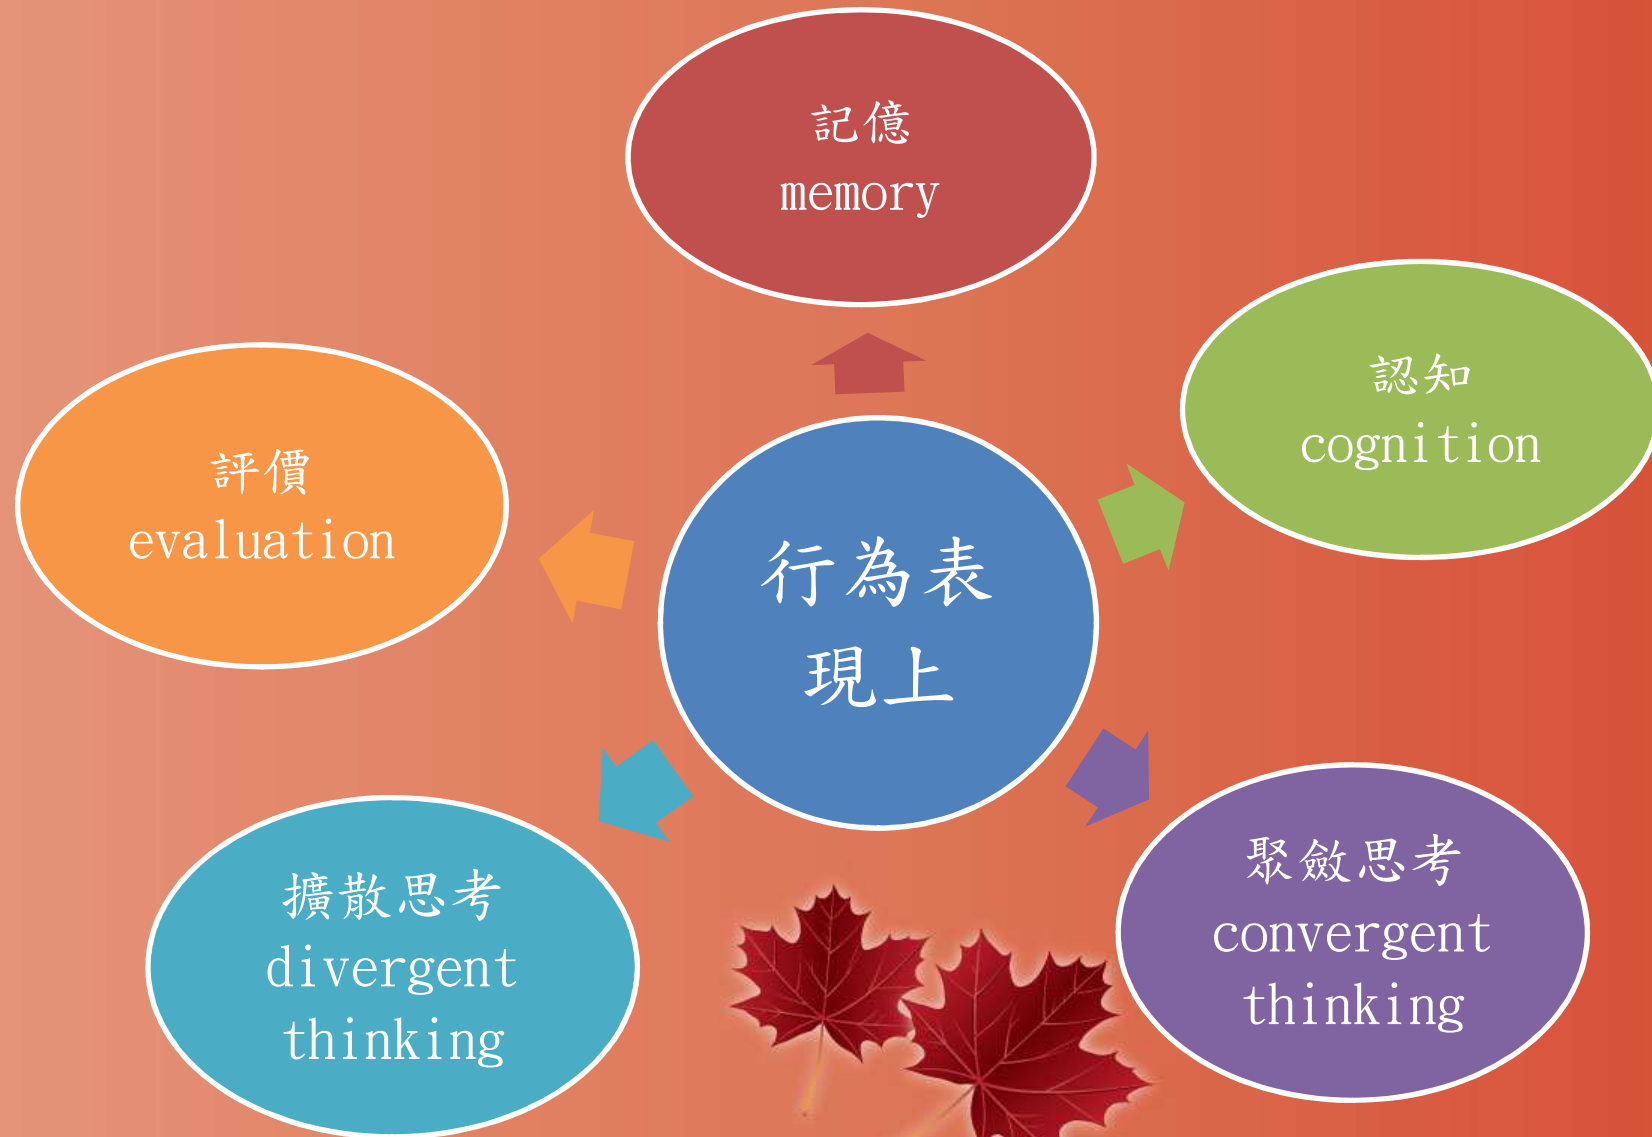 記憶
memory
認知
cognition
評價
evaluation
行為表
現上
聚斂思考
convergent
thinking
擴散思考
divergent
thinking